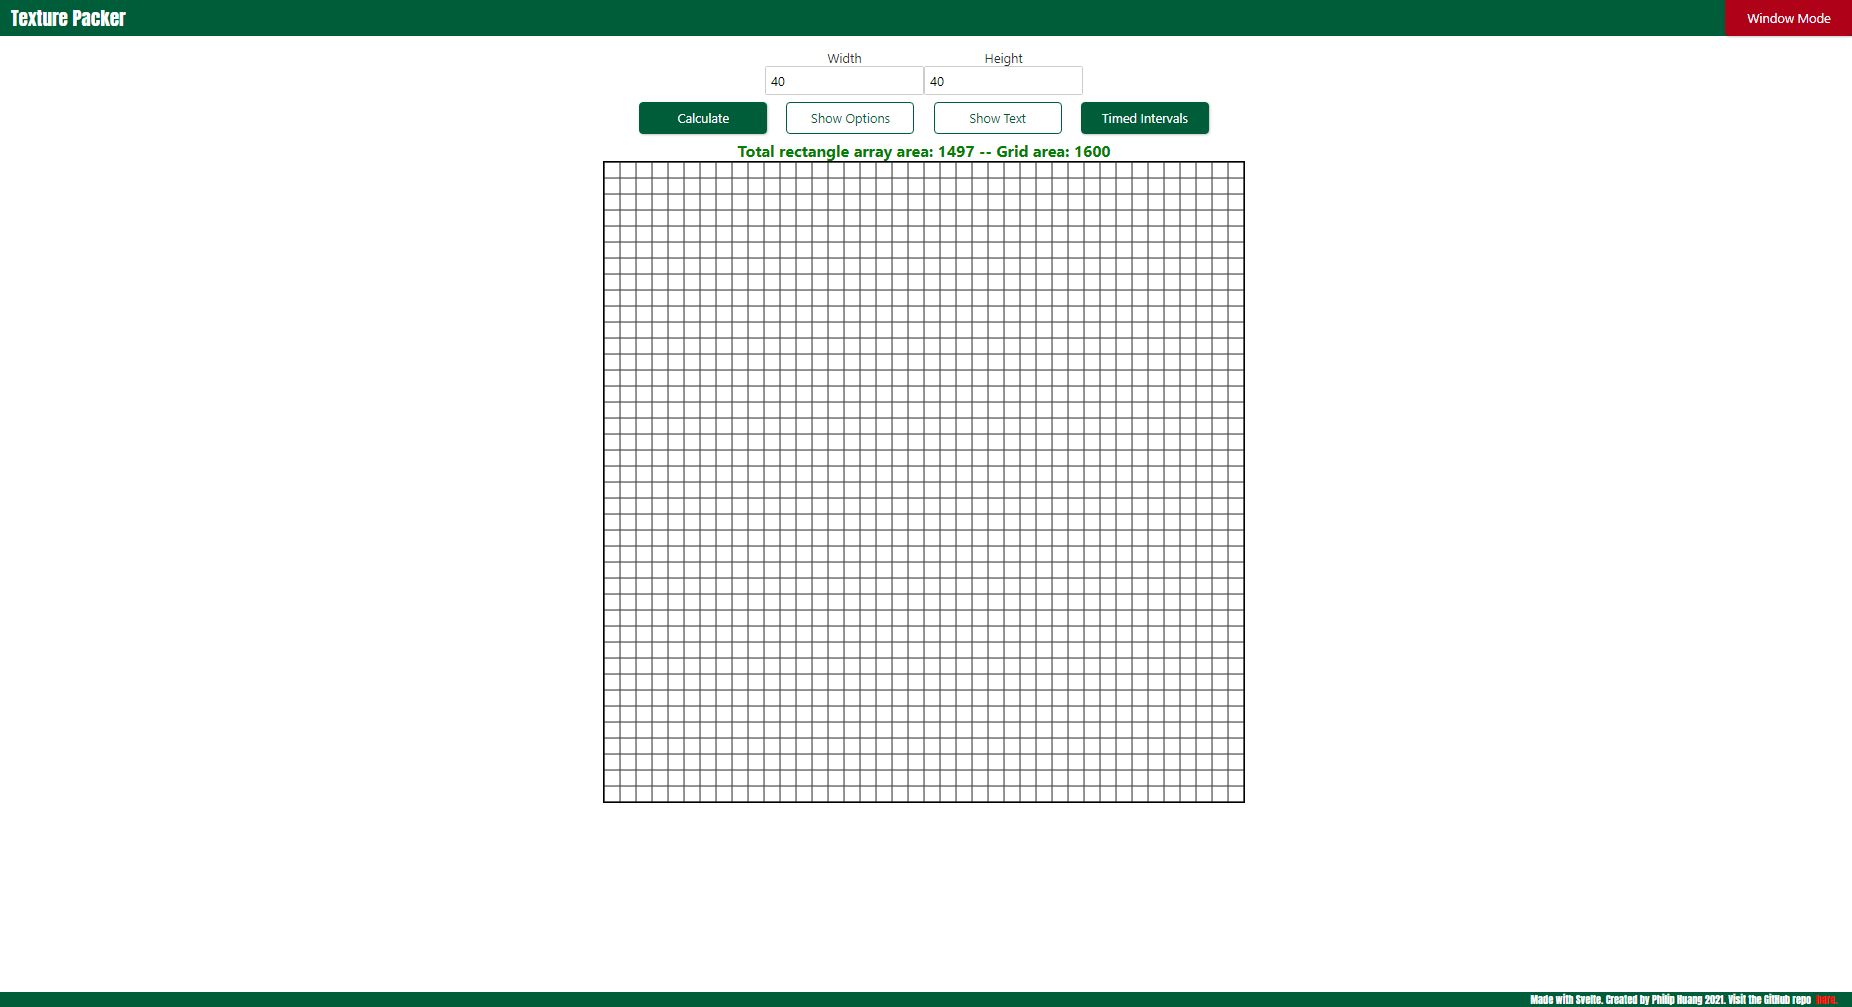 Texture Packer
Window Mode
Width
Height
40
40
Calculate
Show Options
Show Text
Timed Intervals
Total rectangle array area: 1497 -- Grid area: 1600
Made with Svelte. Created by Philip Huang 2021. Visit the GitHub repo here.